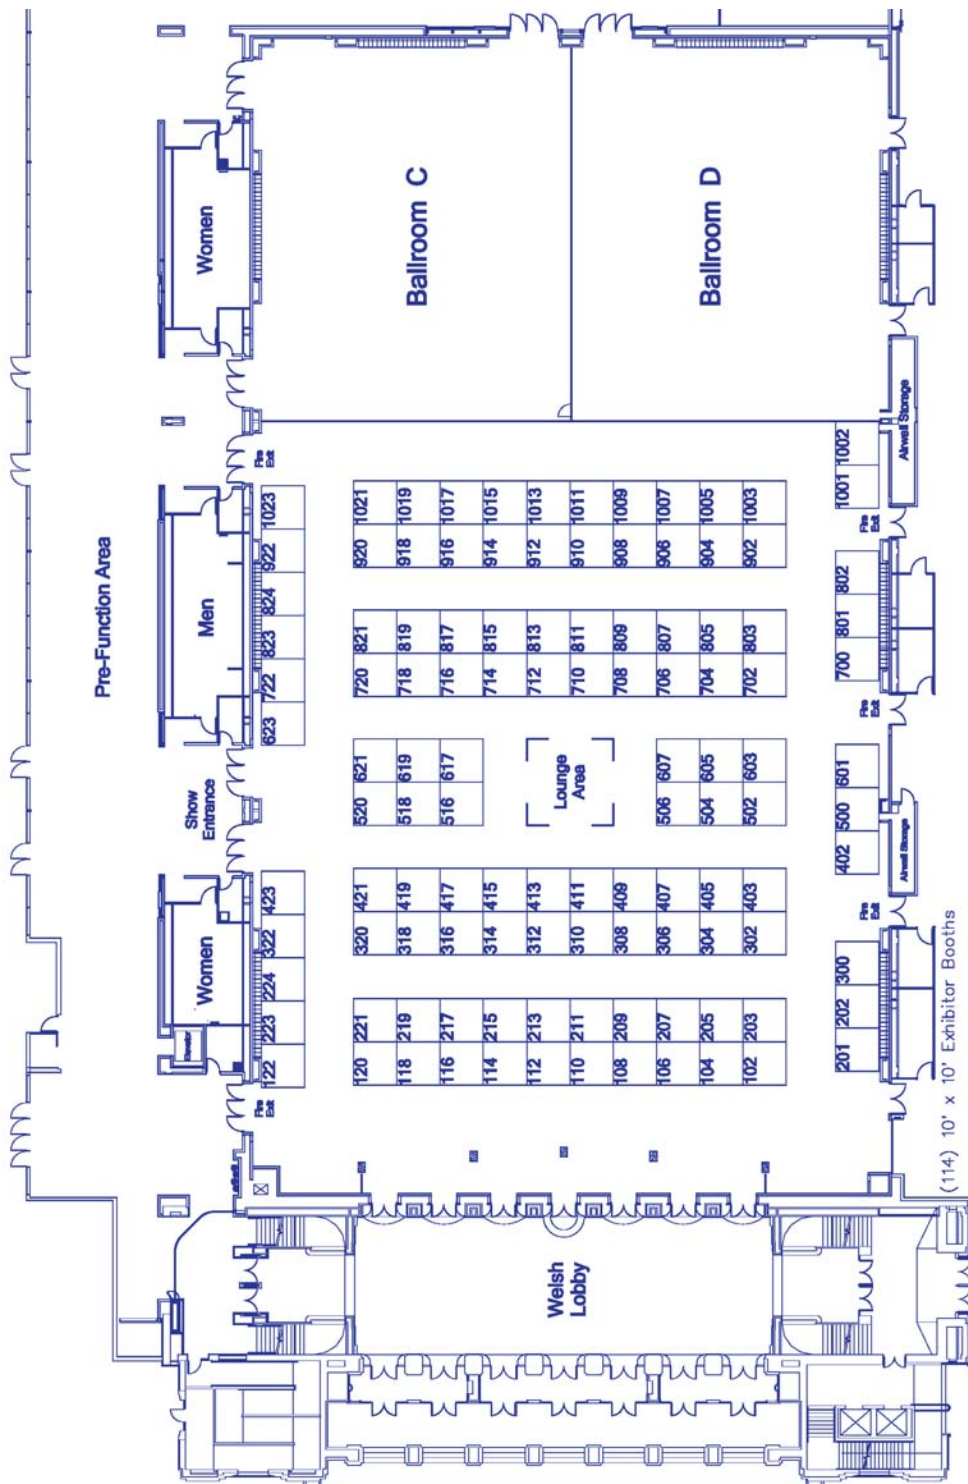 Pre-Function Area
Women
Men
Show
Entrance
Women
Elevator
Fire
Exit
Fire
Exit
Ballroom C
Ballroom D
1023
922
824
823
722
623
423
322
224
223
122
1021 1019 1017 1015 1013 1011 1009 1007 1005 1003
920 918 916 914 912 910 908 906 904 902
821 819 817 815 813 811 809 807 805 803
720 718 716 714 712 710 708 706 704 702
621 619 617
607 605 603
Lounge
Area
520 518 516
506 504 502
421 419 417 415 413 411 409 407 405 403
320 318 316 314 312 310 308 306 304 302
221 219 217 215 213 211 209 207 205 203
120 118 116 114 112 110 108 106 104 102
1002
1001
802
801
700
601
500
402
300
202
201
Fire
Exit
Fire
Exit
Fire
Exit
Airwall Storage
Airwall Storage
Welsh
Lobby
(114) 10' x 10' Exhibitor Booths